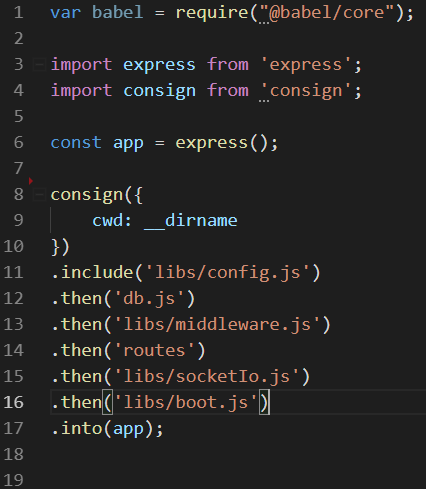 1 var babel = require("@babel/core");
2
3 import express from 'express';
4 import consign from 'consign';
5
6 const app = express();
7
8 consign({
9     cwd: __dirname
10 })
11 .include('libs/config.js')
12 .then('db.js')
13 .then('libs/middleware.js')
14 .then('routes')
15 .then('libs/socketIo.js')
16 .then('libs/boot.js')
17 .into(app);
18
19